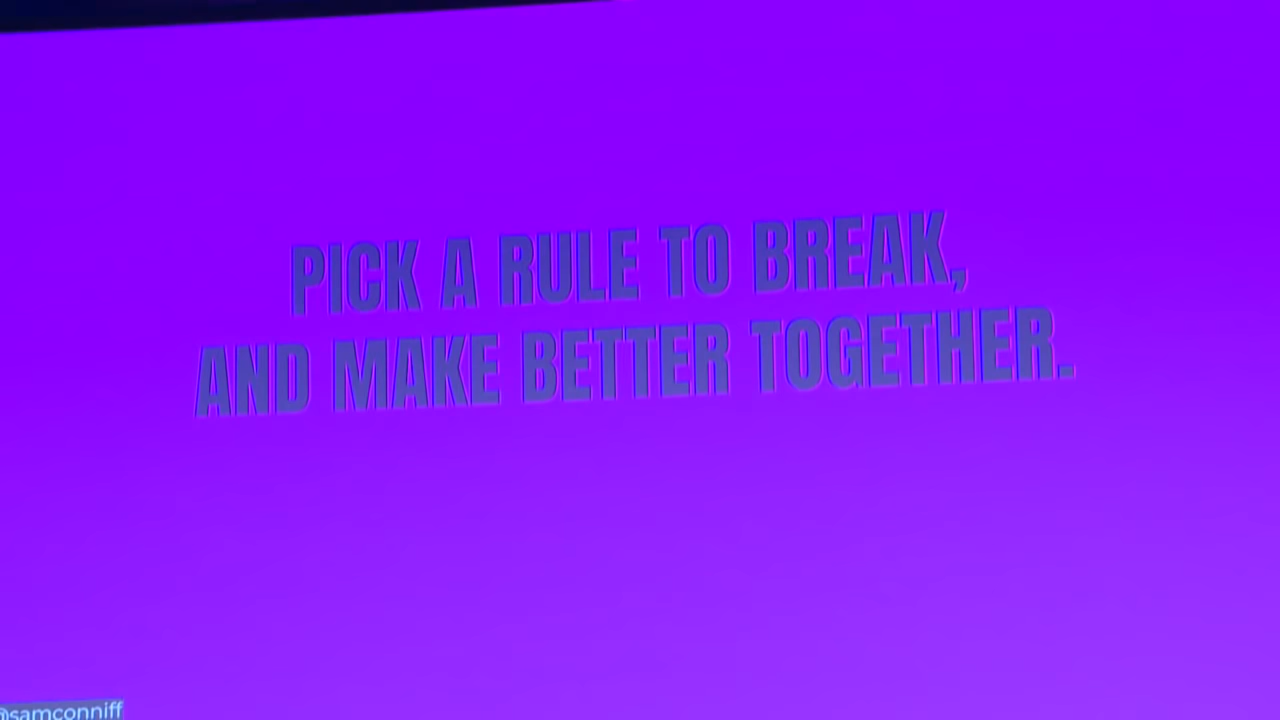 PICK A RULE TO BREAK,
AND MAKE BETTER TOGETHER.
@samconniff